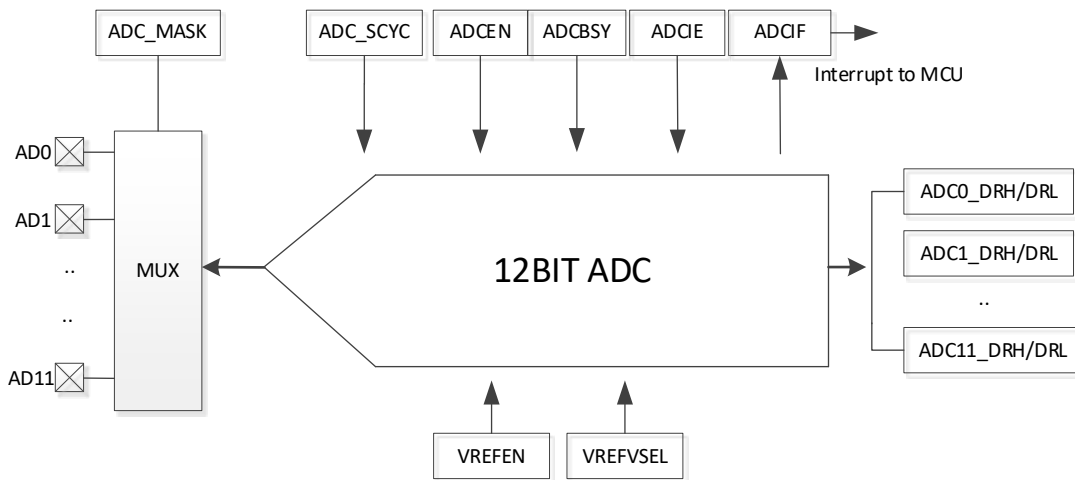 ADC_MASK
ADC_SCYC
ADCEN
ADCBSY
ADCIE
ADCIF
Interrupt to MCU
AD0
AD1
..
..
AD11
MUX
12BIT ADC
ADC0_DRH/DRL
ADC1_DRH/DRL
..
ADC11_DRH/DRL
VREFEN
VREFVSEL